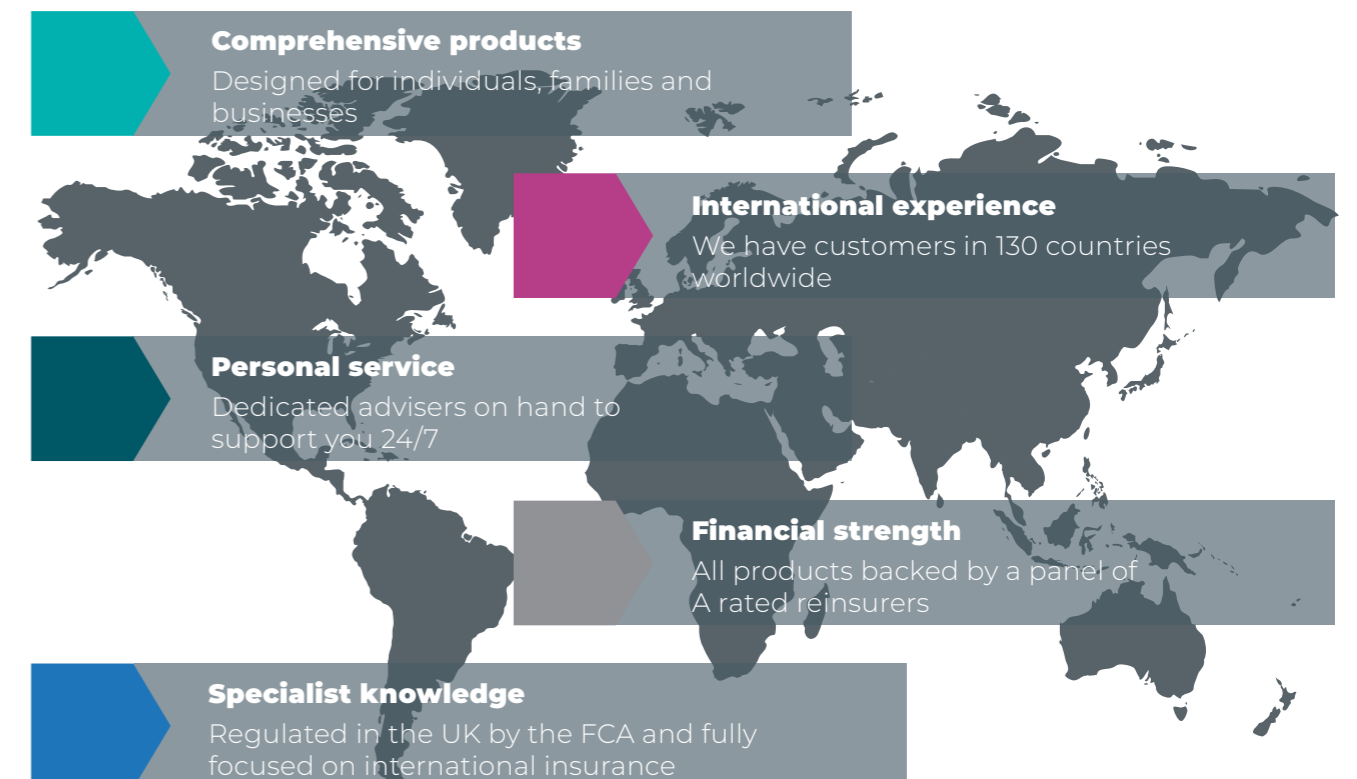 Comprehensive products
Designed for individuals, families and
businesses
International experience
We have customers in 130 countries
worldwide
Personal service
Dedicated advisers on hand to
support you 24/7
Financial strength
All products backed by a panel of
A rated reinsurers
Specialist knowledge
Regulated in the UK by the FCA and fully
focused on international insurance